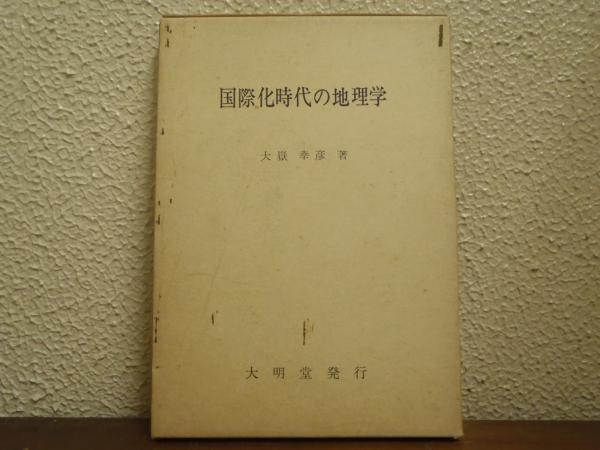 国際化時代の地理学
大嶽 幸彦 著
大明堂発行